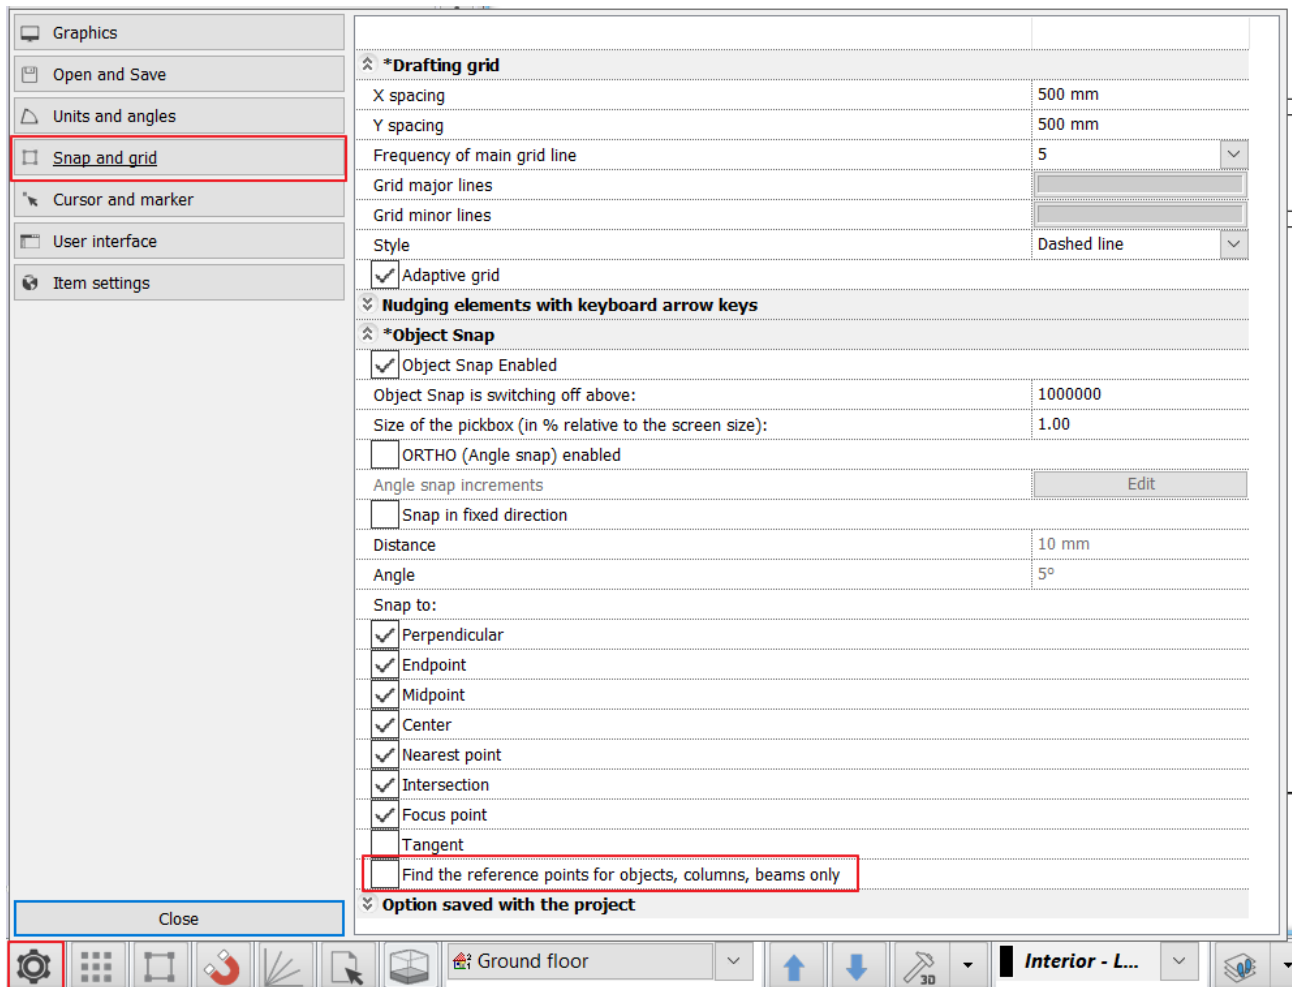 Graphics
Open and Save
Units and angles
Snap and grid
Cursor and marker
User interface
Item settings
Close
*Drafting grid
X spacing 500 mm
Y spacing 500 mm
Frequency of main grid line 5
Grid major lines
Grid minor lines
Style Dashed line
Adaptive grid
Nudging elements with keyboard arrow keys
*Object Snap
Object Snap Enabled
Object Snap is switching off above: 1000000
Size of the pickbox (in % relative to the screen size): 1.00
ORTHO (Angle snap) enabled
Angle snap increments Edit
Snap in fixed direction
Distance 10 mm
Angle 5°
Snap to:
Perpendicular
Endpoint
Midpoint
Center
Nearest point
Intersection
Focus point
Tangent
Find the reference points for objects, columns, beams only
Option saved with the project
Ground floor 3D Interior - L...